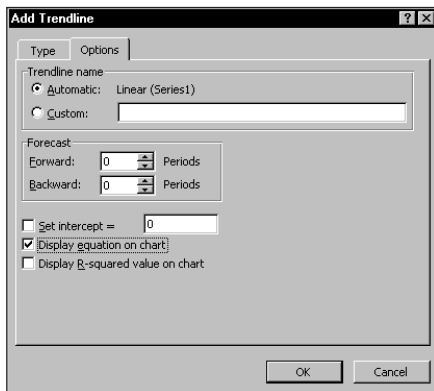 Add Trendline
Type Options
Trendline name
Automatic: Linear (Series1)
Custom:
Forecast
Forward: 0 Periods
Backward: 0 Periods
Set intercept = 0
Display equation on chart
Display R-squared value on chart
OK Cancel